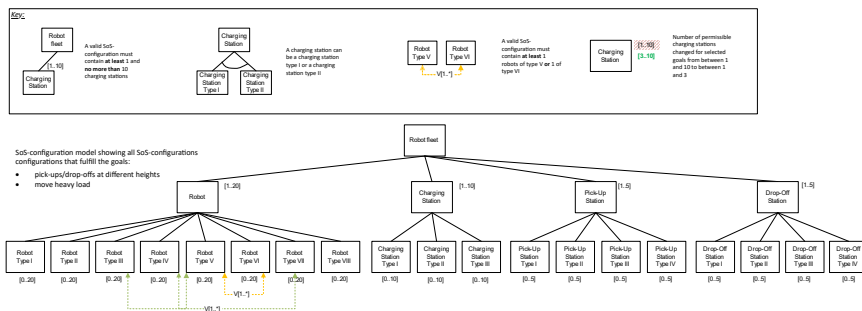 Key:
Robot
fleet
[1..10]
Charging
Station
A valid SoS-
configuration must
contain at least 1 and
no more than 10
charging stations
Charging
Station
Charging
Station
Type I
Charging
Station
Type II
A charging station can
be a charging station
type I or a charging
station type II
Robot
Type V
Robot
Type VI
V[1..*]
A valid SoS-
configuration must
contain at least 1
robots of type V or 1 of
type VI
Charging
Station
[1..10]
[3..10]
Number of permissible
charging stations
changed for selected
goals from between 1
and 10 to between 1
and 3
SoS-configuration model showing all SoS-configurations
configurations that fulfill the goals:
• pick-ups/drop-offs at different heights
• move heavy load
Robot fleet
Robot
[1..20]
Charging
Station
[1..10]
Pick-Up
Station
[1..5]
Drop-Off
Station
[1..5]
Robot
Type I
[0..20]
Robot
Type II
[0..20]
Robot
Type III
[0..20]
Robot
Type IV
[0..20]
Robot
Type V
[0..20]
Robot
Type VI
[0..20]
Robot
Type VII
[0..20]
Robot
Type VIII
[0..20]
Charging
Station
Type I
[0..10]
Charging
Station
Type II
[0..10]
Charging
Station
Type III
[0..10]
Pick-Up
Station
Type I
[0..5]
Pick-Up
Station
Type II
[0..5]
Pick-Up
Station
Type III
[0..5]
Pick-Up
Station
Type IV
[0..5]
Drop-Off
Station
Type I
[0..5]
Drop-Off
Station
Type II
[0..5]
Drop-Off
Station
Type III
[0..5]
Drop-Off
Station
Type IV
[0..5]
V[1..*]
V[1..*]